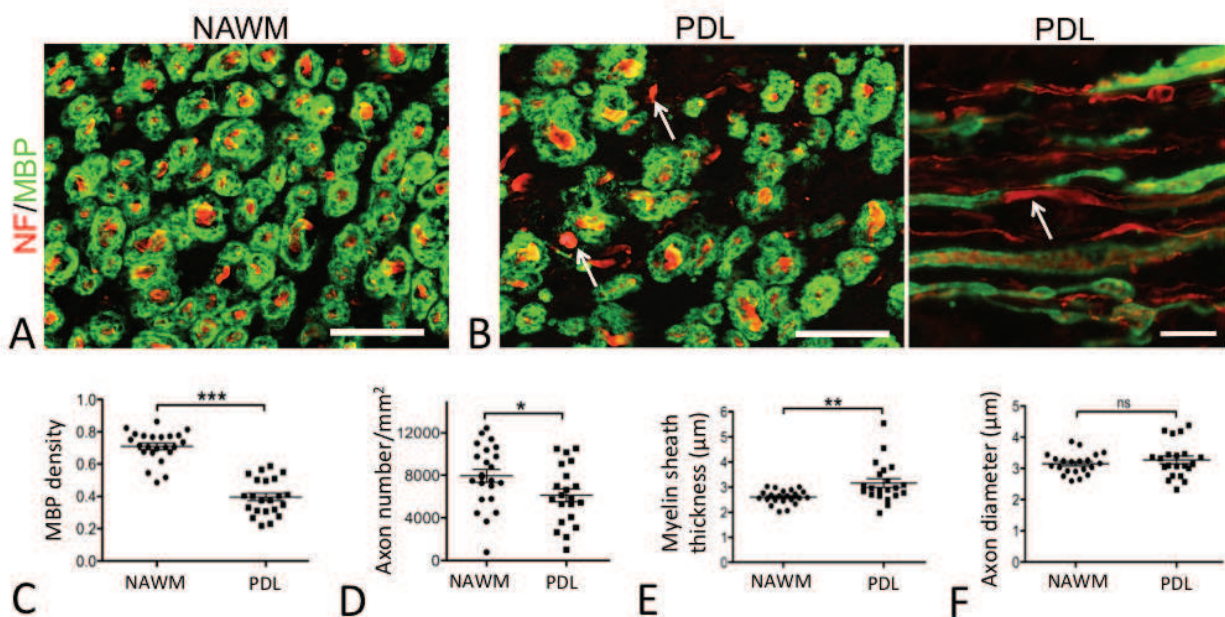 NAWM
PDL
PDL
NF/MBP
A
B
***
1.0
0.8
0.6
0.4
0.2
0.0
MBP density
NAWM
PDL
C
*
12000
8000
4000
0
Axon number/mm²
NAWM
PDL
D
**
6
5
4
3
2
1
0
Myelin sheath
thickness (µm)
NAWM
PDL
E
ns
5
4
3
2
1
0
Axon diameter (µm)
NAWM
PDL
F